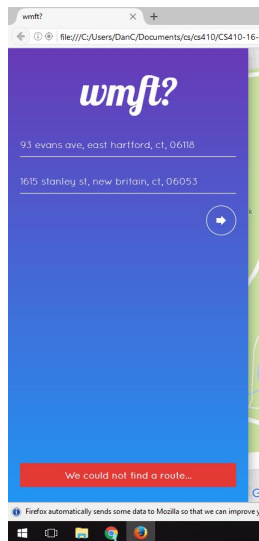 wmft?
file:///C:/Users/DanC/Documents/cs/cs410/CS410-16-
wmft?
93 evans ave, east hartford, ct, 06118
1615 stanley st, new britain, ct, 06053
We could not find a route...
Firefox automatically sends some data to Mozilla so that we can improve y